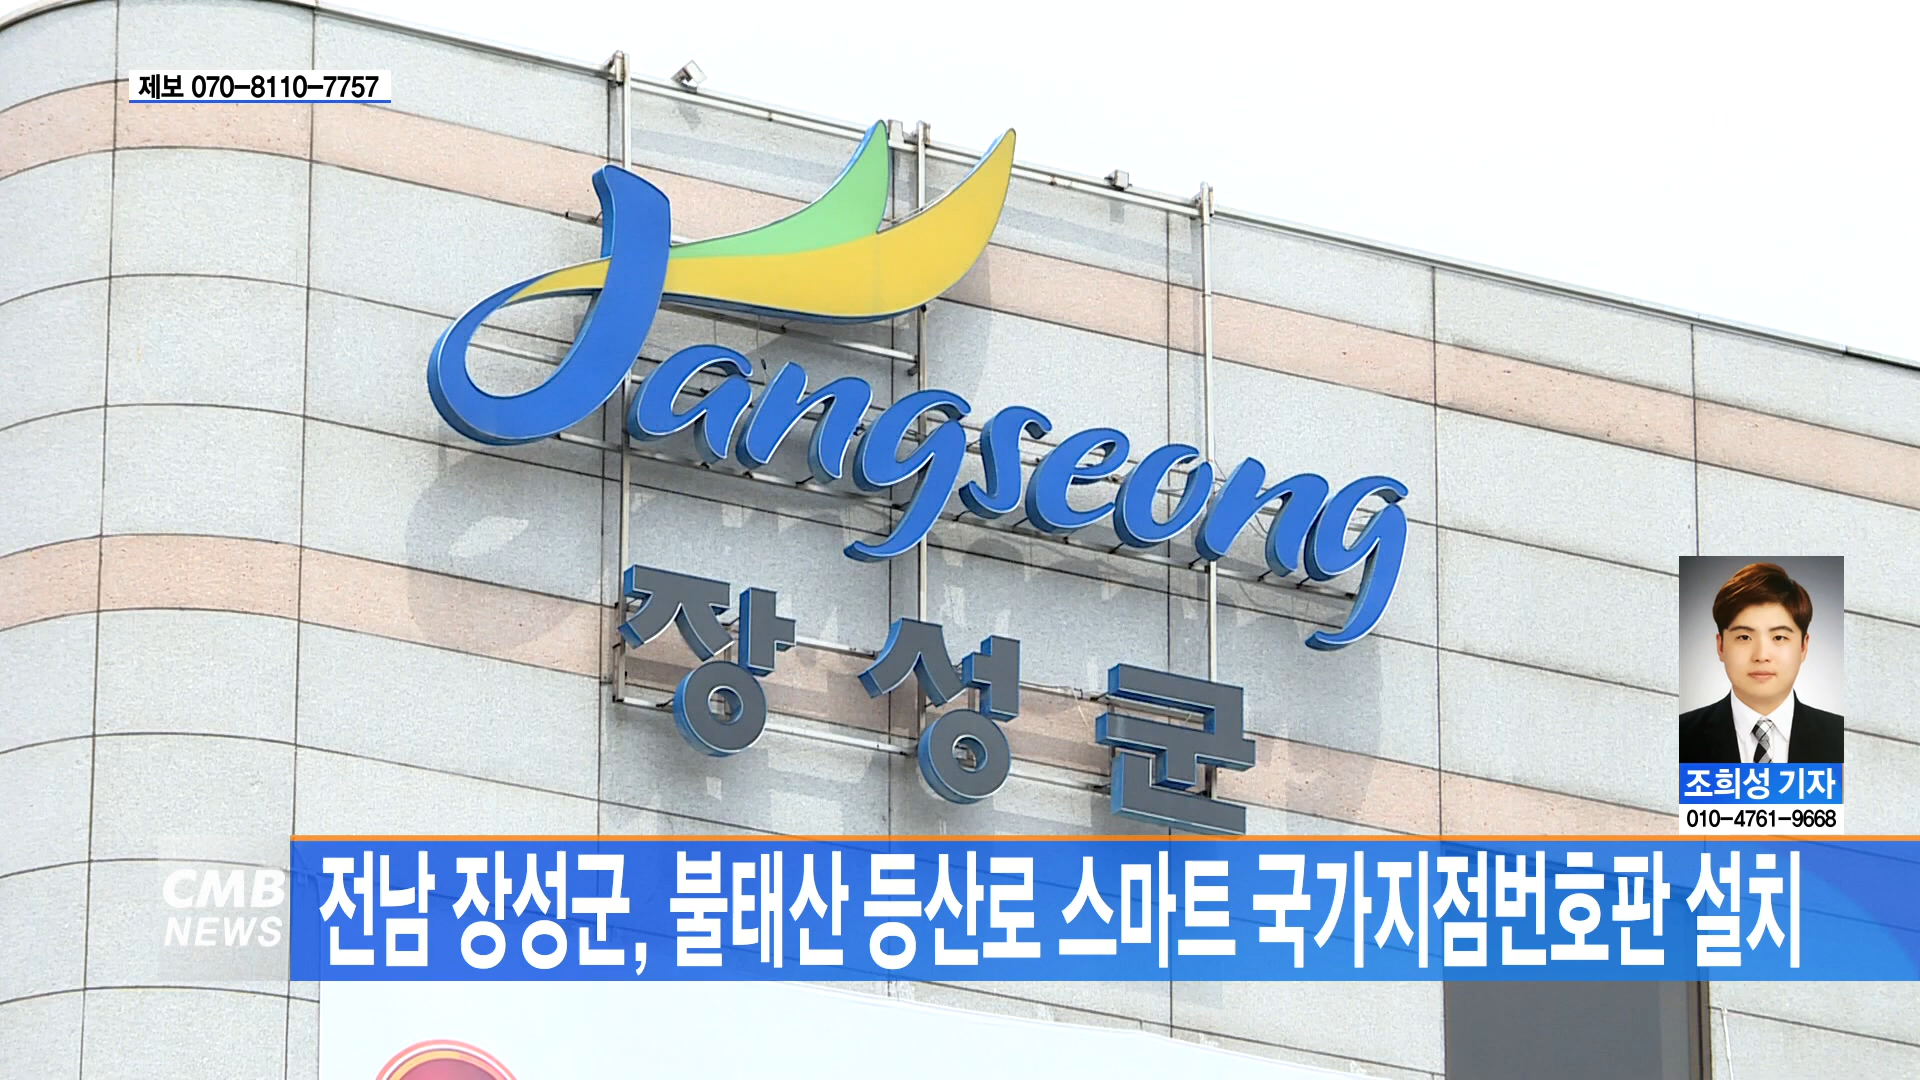 제보 070-8110-7757
Jangseong
장성군
조희성 기자
010-4761-9668
CMB
NEWS
전남 장성군, 불태산 등산로 스마트 국가지점번호판 설치